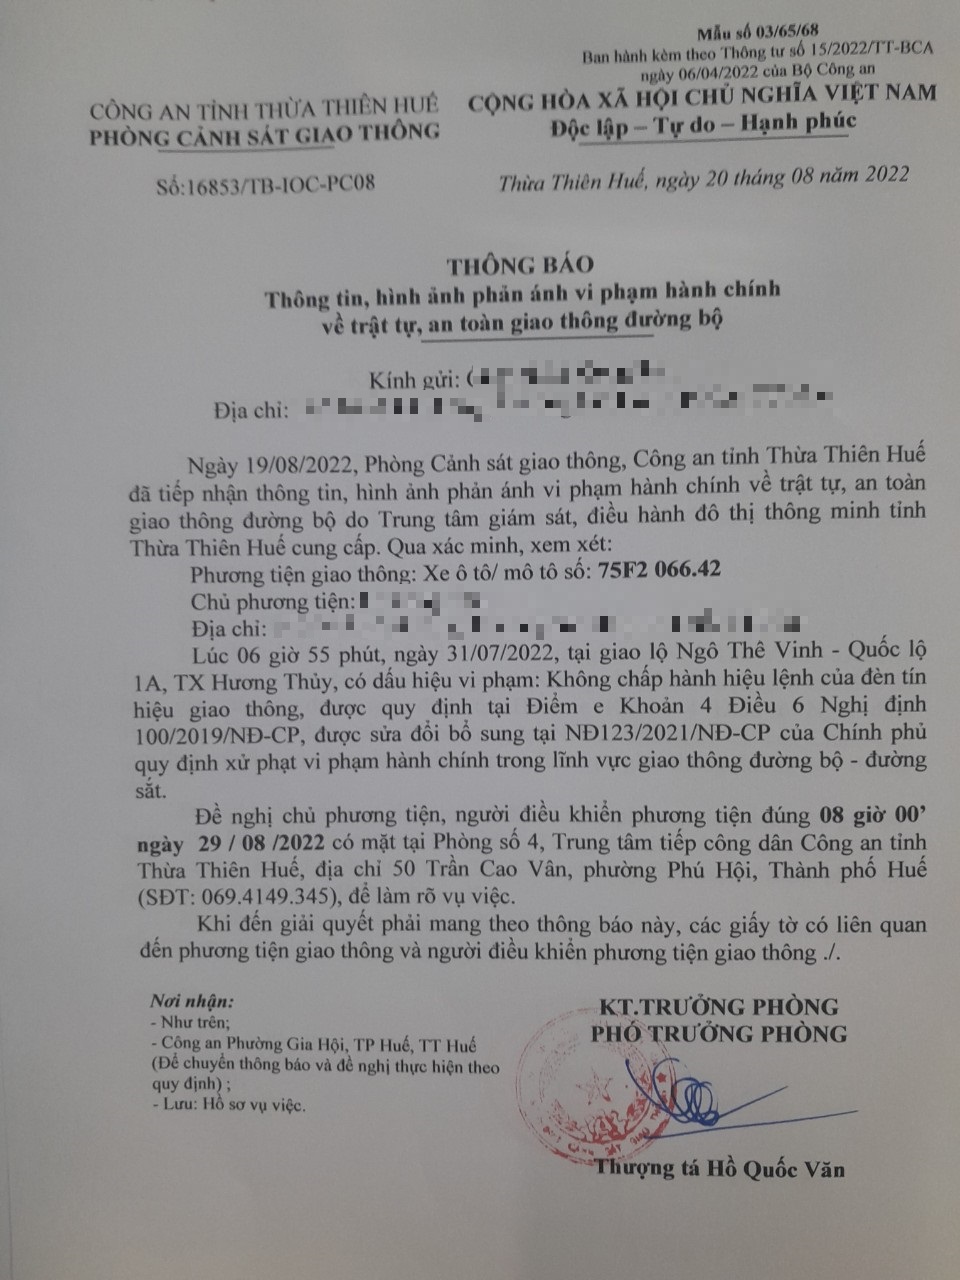 Mẫu số 03/65/68
Ban hành kèm theo Thông tư số 15/2022/TT-BCA
ngày 06/04/2022 của Bộ Công an
CÔNG AN TỈNH THỪA THIÊN HUẾ
PHÒNG CẢNH SÁT GIAO THÔNG
CỘNG HÒA XÃ HỘI CHỦ NGHĨA VIỆT NAM
Độc lập – Tự do – Hạnh phúc
Số:16853/TB-IOC-PC08
Thừa Thiên Huế, ngày 20 tháng 08 năm 2022
THÔNG BÁO
Thông tin, hình ảnh phản ánh vi phạm hành chính
về trật tự, an toàn giao thông đường bộ
Kính gửi:
Địa chỉ:
Ngày 19/08/2022, Phòng Cảnh sát giao thông, Công an tỉnh Thừa Thiên Huế
đã tiếp nhận thông tin, hình ảnh phản ánh vi phạm hành chính về trật tự, an toàn
giao thông đường bộ do Trung tâm giám sát, điều hành đô thị thông minh tỉnh
Thừa Thiên Huế cung cấp. Qua xác minh, xem xét:
Phương tiện giao thông: Xe ô tô/ mô tô số: 75F2 066.42
Chủ phương tiện:
Địa chỉ:
Lúc 06 giờ 55 phút, ngày 31/07/2022, tại giao lộ Ngô Thê Vinh - Quốc lộ
1A, TX Hương Thủy, có dấu hiệu vi phạm: Không chấp hành hiệu lệnh của đèn tín
hiệu giao thông, được quy định tại Điểm e Khoản 4 Điều 6 Nghị định
100/2019/NĐ-CP, được sửa đổi bổ sung tại NĐ123/2021/NĐ-CP của Chính phủ
quy định xử phạt vi phạm hành chính trong lĩnh vực giao thông đường bộ - đường
sắt.
Đề nghị chủ phương tiện, người điều khiển phương tiện đúng 08 giờ 00’
ngày 29 / 08 /2022 có mặt tại Phòng số 4, Trung tâm tiếp công dân Công an tỉnh
Thừa Thiên Huế, địa chỉ 50 Trần Cao Vân, phường Phú Hội, Thành phố Huế
(SĐT: 069.4149.345), để làm rõ vụ việc.
Khi đến giải quyết phải mang theo thông báo này, các giấy tờ có liên quan
đến phương tiện giao thông và người điều khiển phương tiện giao thông ./.
Nơi nhận:
- Như trên;
- Công an Phường Gia Hội, TP Huế, TT Huế
(Để chuyển thông báo và đề nghị thực hiện theo
quy định) ;
- Lưu: Hồ sơ vụ việc.
KT.TRƯỞNG PHÒNG
PHÓ TRƯỞNG PHÒNG
Thượng tá Hồ Quốc Văn